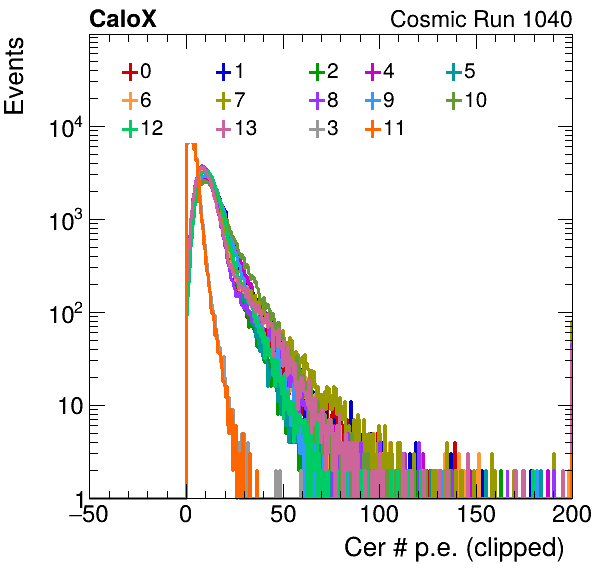 CaloX Cosmic Run 1040
Events
0 1 2 4 5
6 7 8 9 10
12 13 3 11
10⁴
10³
10²
10
1
−50 0 50 100 150 200
Cer # p.e. (clipped)